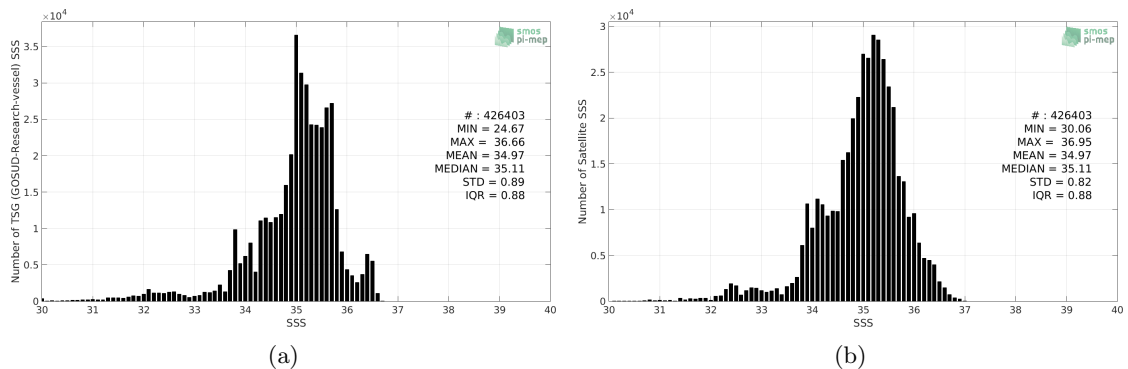 ×10⁴
3.5
3
2.5
2
1.5
1
0.5
0
30 31 32 33 34 35 36 37 38 39 40
SSS
Number of TSG (GOSUD-Research-vessel) SSS
smos
pi-mep
# : 426403
MIN = 24.67
MAX = 36.66
MEAN = 34.97
MEDIAN = 35.11
STD = 0.89
IQR = 0.88
(a)
×10⁴
3
2.5
2
1.5
1
0.5
0
30 31 32 33 34 35 36 37 38 39 40
SSS
Number of Satellite SSS
smos
pi-mep
# : 426403
MIN = 30.06
MAX = 36.95
MEAN = 34.97
MEDIAN = 35.11
STD = 0.82
IQR = 0.88
(b)